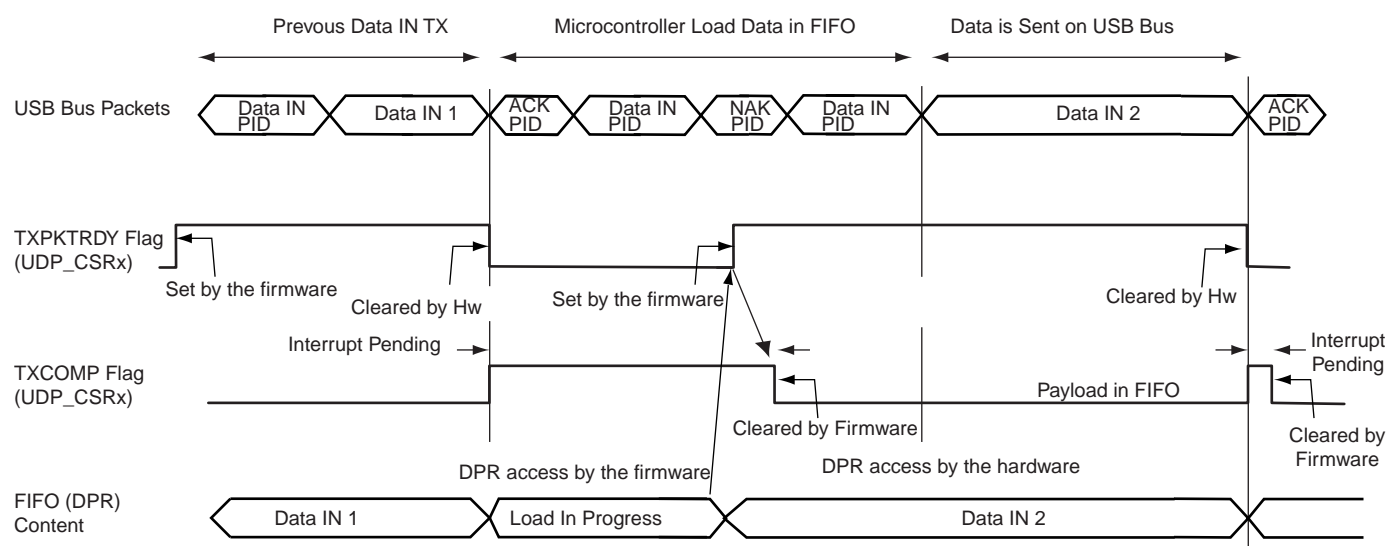 Prevous Data IN TX
Microcontroller Load Data in FIFO
Data is Sent on USB Bus
USB Bus Packets
Data IN
PID
Data IN 1
ACK
PID
Data IN
PID
NAK
PID
Data IN
PID
Data IN 2
ACK
PID
TXPKTRDY Flag
(UDP_CSRx)
Set by the firmware
Cleared by Hw
Set by the firmware
Cleared by Hw
Interrupt Pending
Interrupt
Pending
TXCOMP Flag
(UDP_CSRx)
Payload in FIFO
Cleared by Firmware
Cleared by
Firmware
DPR access by the firmware
DPR access by the hardware
FIFO (DPR)
Content
Data IN 1
Load In Progress
Data IN 2